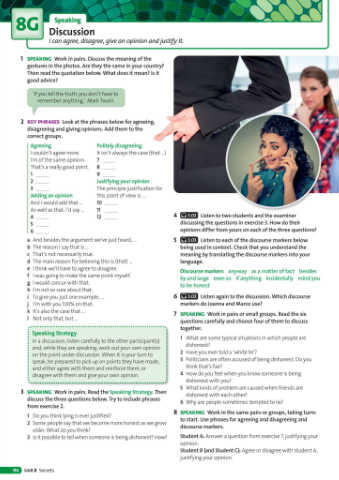 8G
Speaking
Discussion
I can agree, disagree, give an opinion and justify it.
1 SPEAKING Work in pairs. Discuss the meaning of the
gestures in the photos. Are they the same in your country?
Then read the quotation below. What does it mean? Is it
good advice?
'If you tell the truth, you don't have to
remember anything.' Mark Twain
2 KEY PHRASES Look at the phrases below for agreeing,
disagreeing and giving opinions. Add them to the
correct groups.
Agreeing
I couldn't agree more.
I'm of the same opinion.
That's a really good point.
1
2
3
Adding an opinion
And I would add that …
As well as that, I'd say …
4
5
6
Politely disagreeing
It isn't always the case (that …)
7
8
9
Justifying your opinion
The principal justification for
this point of view is …
10
11
12
a And besides the argument we've just heard, …
b The reason I say that is …
c That's not necessarily true.
d The main reason for believing this is (that) …
e I think we'll have to agree to disagree.
f I was going to make the same point myself.
g I would concur with that.
h I'm not so sure about that.
i To give you just one example, …
j I'm with you 100% on that.
k It's also the case that …
l Not only that, but …
Speaking Strategy
In a discussion, listen carefully to the other participant(s)
and, while they are speaking, work out your own opinion
on the point under discussion. When it is your turn to
speak, be prepared to pick up on points they have made,
and either agree with them and reinforce them, or
disagree with them and give your own opinion.
3 SPEAKING Work in pairs. Read the Speaking Strategy. Then
discuss the three questions below. Try to include phrases
from exercise 2.
1 Do you think lying is ever justified?
2 Some people say that we become more honest as we grow
older. What do you think?
3 Is it possible to tell when someone is being dishonest? How?
4 Listen to two students and the examiner
discussing the questions in exercise 3. How do their
opinions differ from yours on each of the three questions?
5 Listen to each of the discourse markers below
being used in context. Check that you understand the
meaning by translating the discourse markers into your
language.
Discourse markers anyway as a matter of fact besides
by and large even so if anything incidentally mind you
to be honest
6 Listen again to the discussion. Which discourse
markers do Joanna and Marco use?
7 SPEAKING Work in pairs or small groups. Read the six
questions carefully and choose four of them to discuss
together.
1 What are some typical situations in which people are
dishonest?
2 Have you ever told a 'white lie'?
3 Politicians are often accused of being dishonest. Do you
think that's fair?
4 How do you feel when you know someone is being
dishonest with you?
5 What kinds of problem are caused when friends are
dishonest with each other?
6 Why are people sometimes tempted to lie?
8 SPEAKING Work in the same pairs or groups, taking turns
to start. Use phrases for agreeing and disagreeing and
discourse markers.
Student A: Answer a question from exercise 7, justifying your
opinion.
Student B (and Student C): Agree or disagree with student A,
justifying your opinion.
Unit 8 Secrets